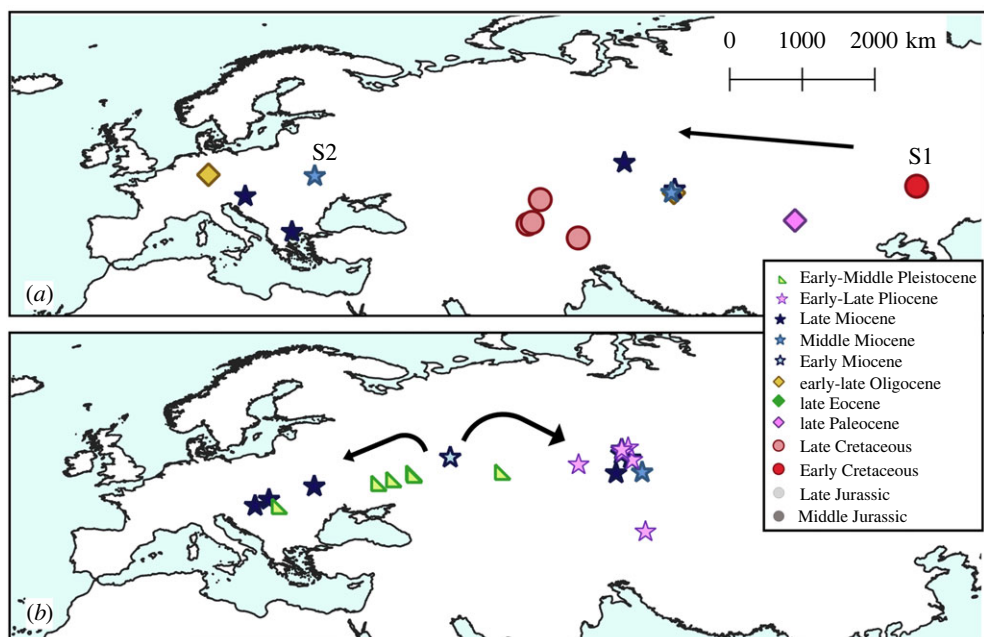 0 1000 2000 km
S2
S1
(a)
Early-Middle Pleistocene
Early-Late Pliocene
Late Miocene
Middle Miocene
Early Miocene
early-late Oligocene
late Eocene
late Paleocene
Late Cretaceous
Early Cretaceous
Late Jurassic
Middle Jurassic
(b)